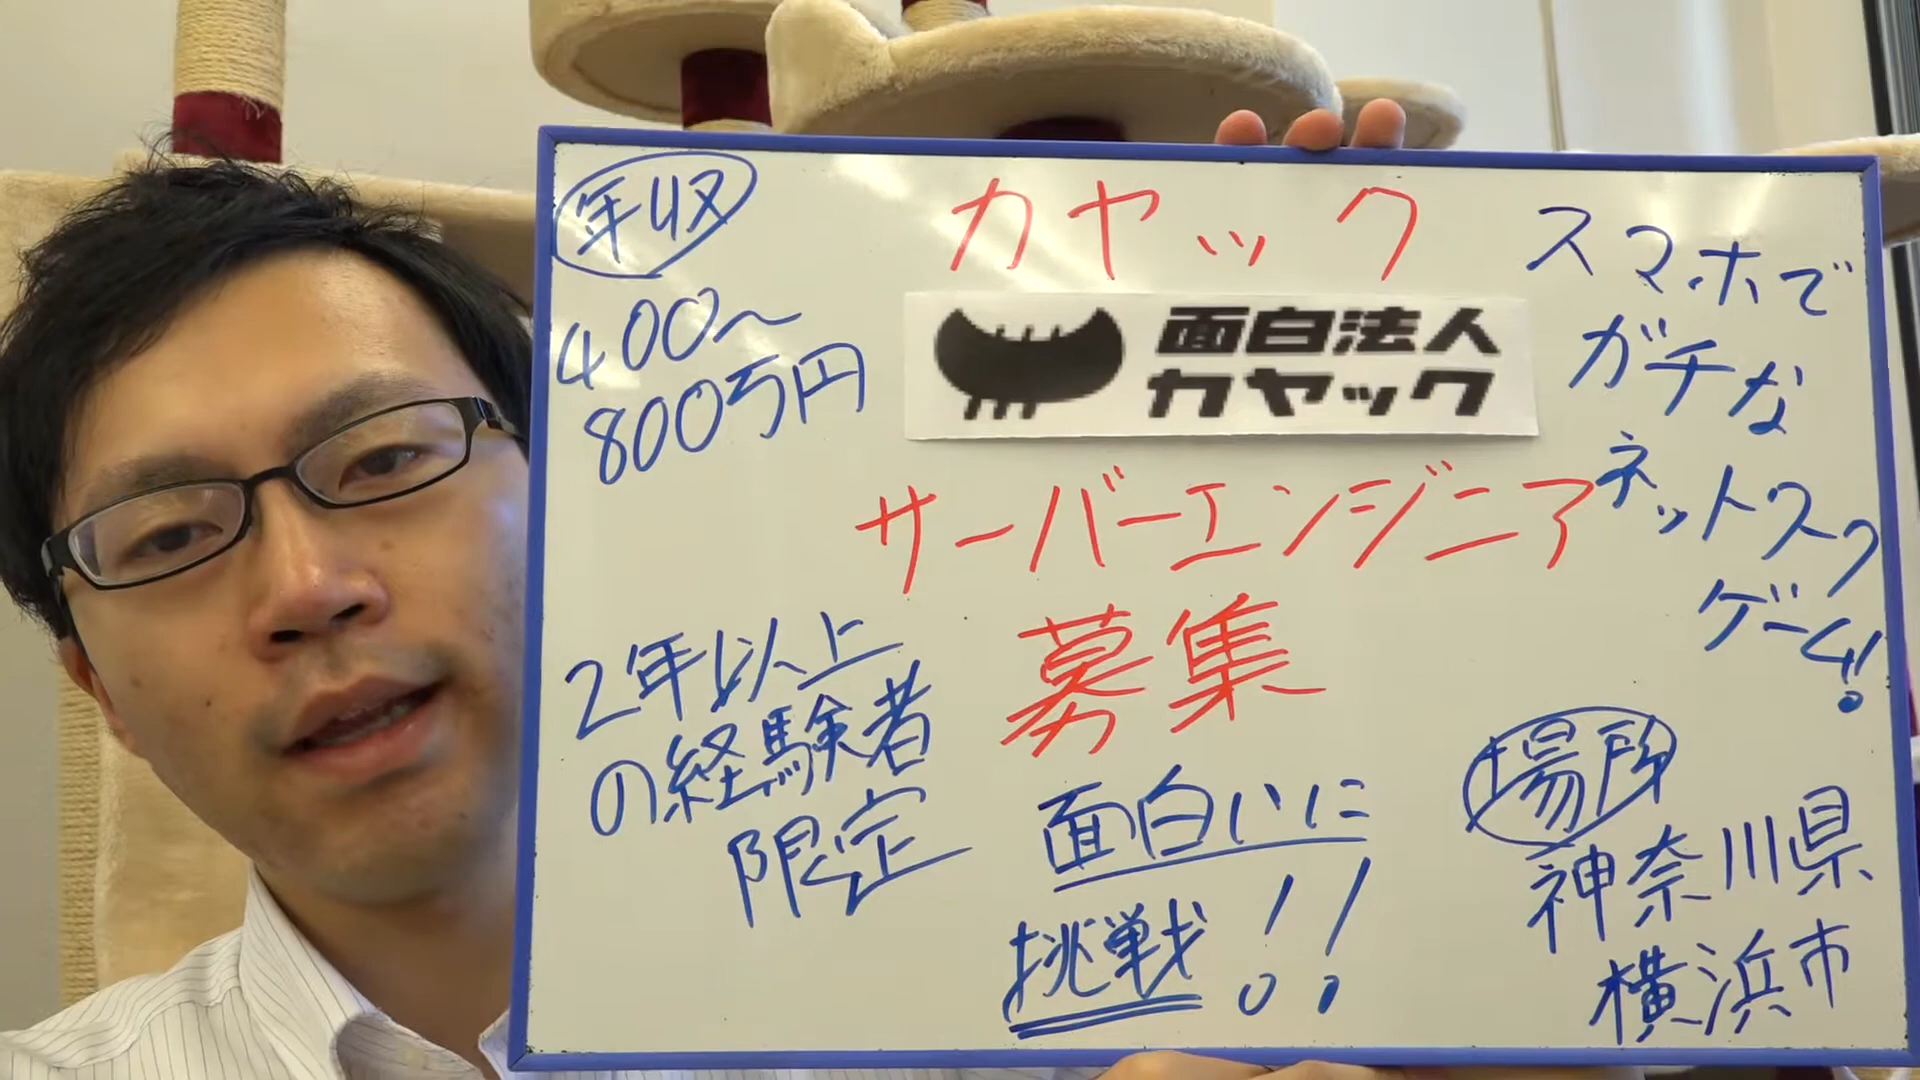 年収
400～
800万円
カヤック
面白法人
カヤック
サーバーエンジニア
募集
スマホで
ガチな
ネットワーク
ゲーム!
2年以上
の経験者
限定
面白いに
挑戦!!
場所
神奈川県
横浜市